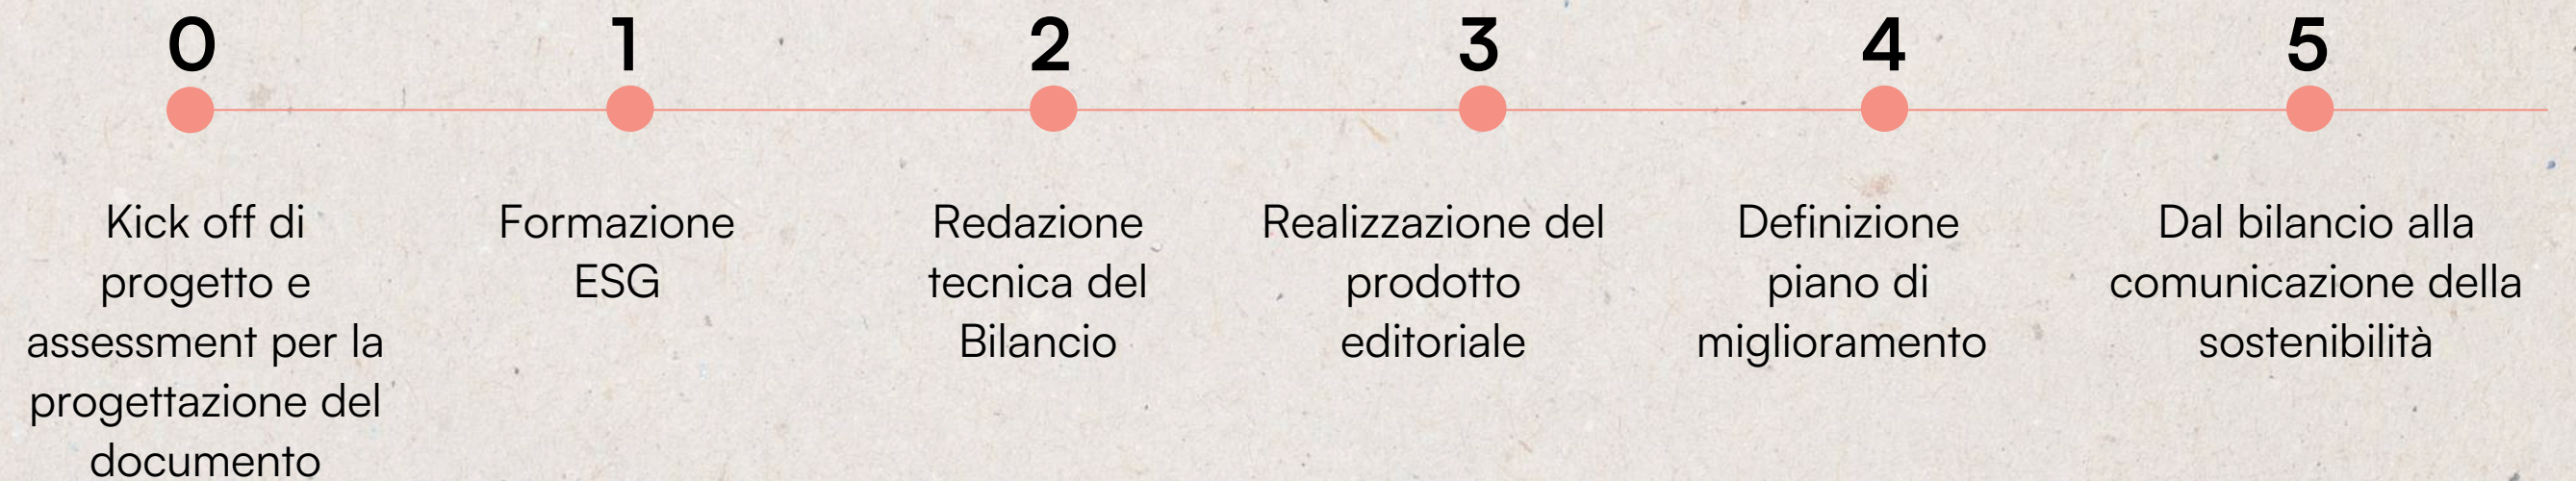 0
Kick off di
progetto e
assessment per la
progettazione del
documento
1
Formazione
ESG
2
Redazione
tecnica del
Bilancio
3
Realizzazione del
prodotto
editoriale
4
Definizione
piano di
miglioramento
5
Dal bilancio alla
comunicazione della
sostenibilità